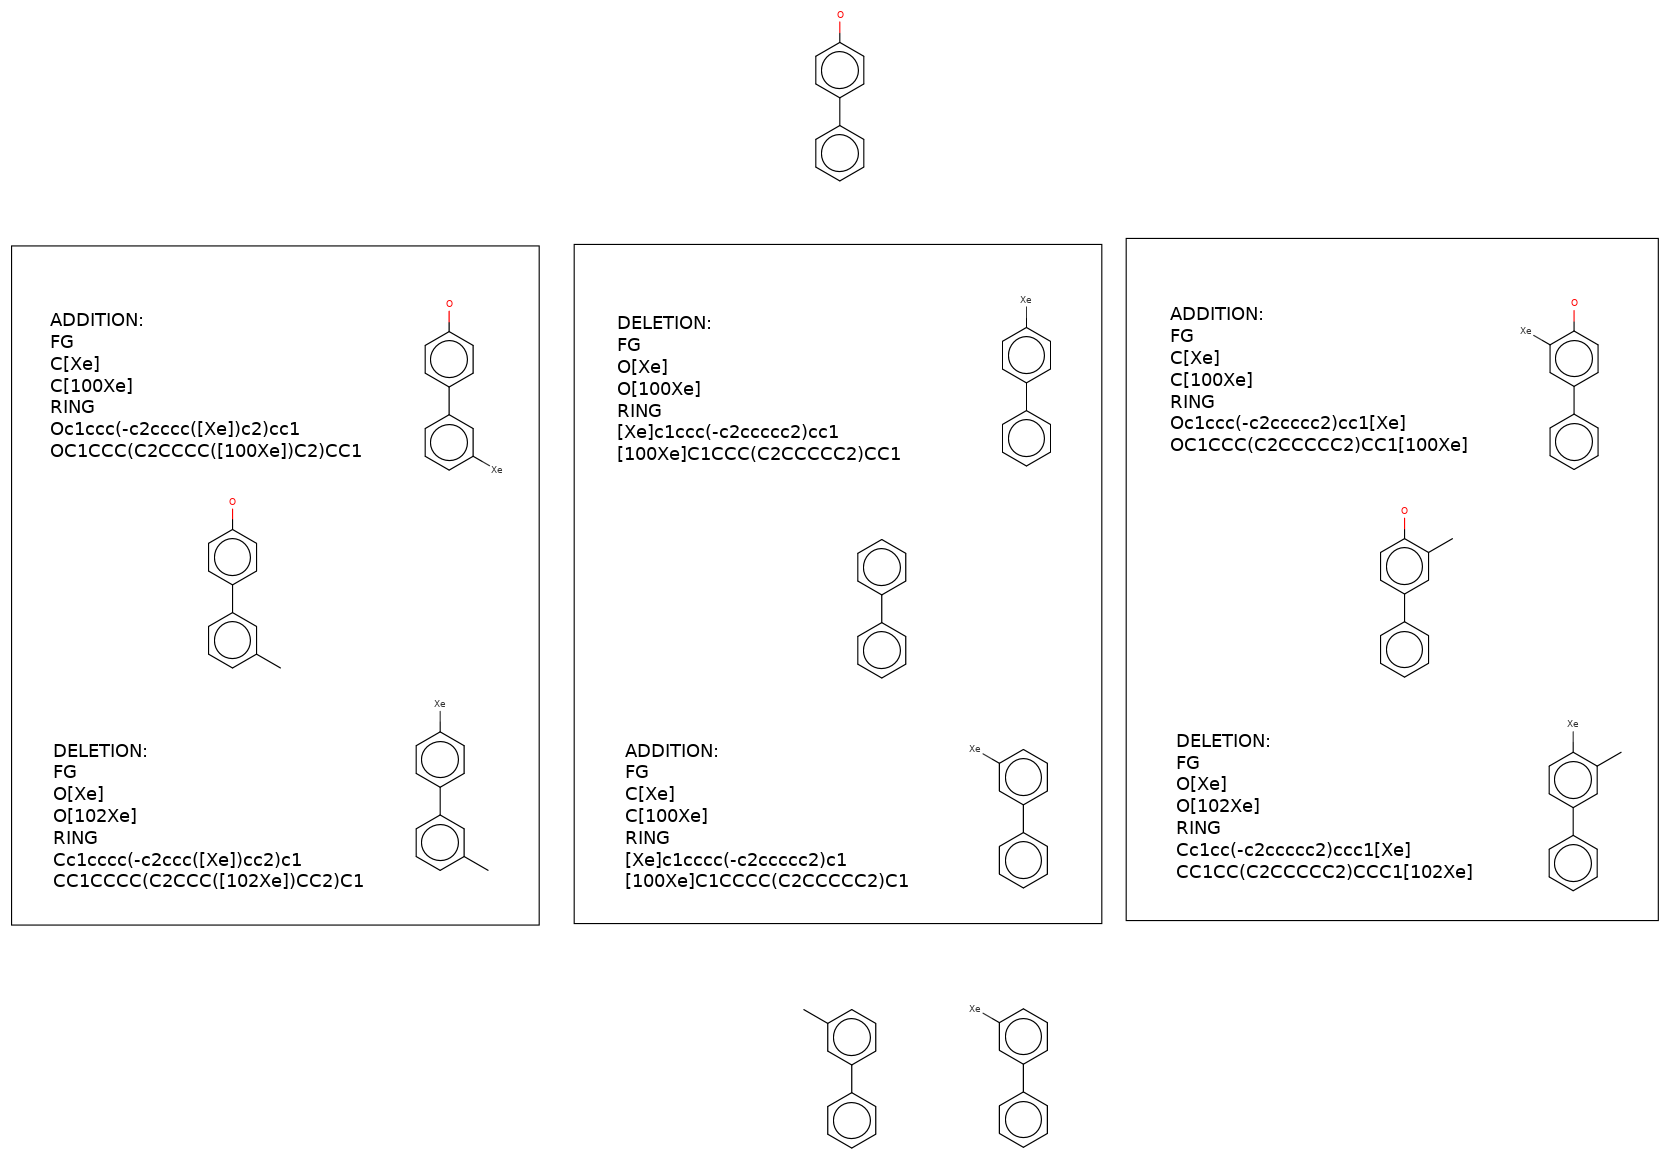 O
ADDITION:
FG
C[Xe]
C[100Xe]
RING
Oc1ccc(-c2cccc([Xe])c2)cc1
OC1CCC(C2CCCC([100Xe])C2)CC1
O
Xe
O
DELETION:
FG
O[Xe]
O[102Xe]
RING
Cc1cccc(-c2ccc([Xe])cc2)c1
CC1CCCC(C2CCC([102Xe])CC2)C1
Xe
DELETION:
FG
O[Xe]
O[100Xe]
RING
[Xe]c1ccc(-c2ccccc2)cc1
[100Xe]C1CCC(C2CCCCC2)CC1
Xe
ADDITION:
FG
C[Xe]
C[100Xe]
RING
[Xe]c1cccc(-c2ccccc2)c1
[100Xe]C1CCCC(C2CCCCC2)C1
Xe
ADDITION:
FG
C[Xe]
C[100Xe]
RING
Oc1ccc(-c2ccccc2)cc1[Xe]
OC1CCC(C2CCCCC2)CC1[100Xe]
O
Xe
O
DELETION:
FG
O[Xe]
O[102Xe]
RING
Cc1cc(-c2ccccc2)ccc1[Xe]
CC1CC(C2CCCCC2)CCC1[102Xe]
Xe
Xe